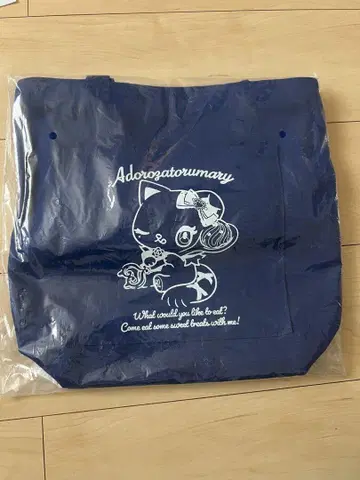 Adorozatorumary
What would you like to eat?
Come eat some sweet treats with me!